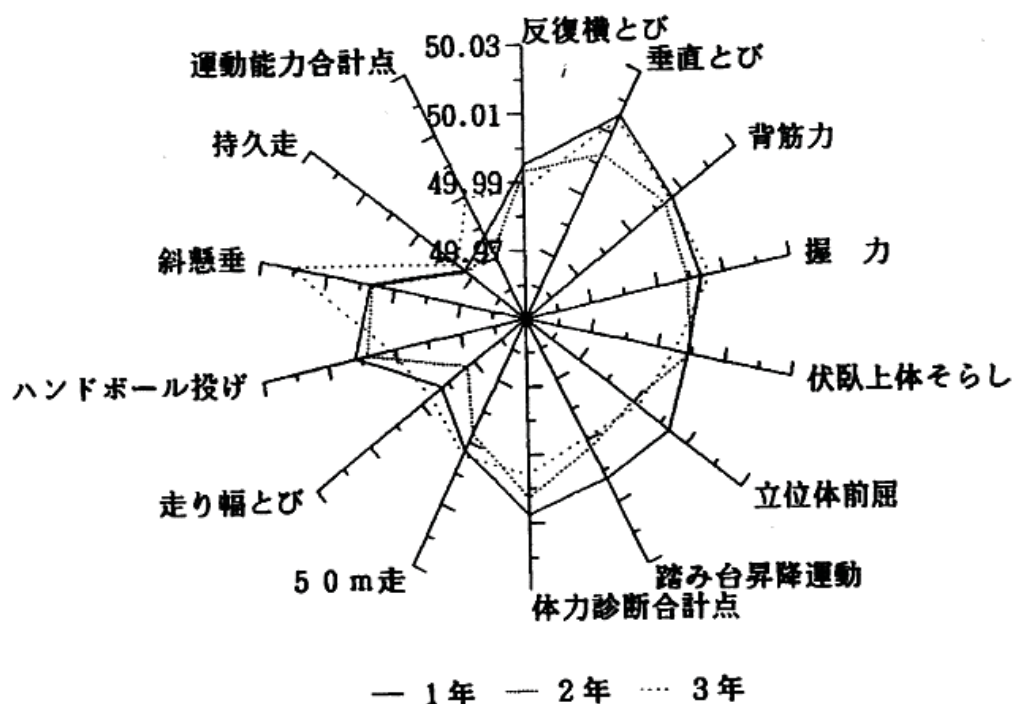 反復横とび
50.03
運動能力合計点
垂直とび
50.01
持久走
背筋力
49.99
斜懸垂
49.97
握 力
ハンドボール投げ
伏臥上体そらし
走り幅とび
立位体前屈
50m走
踏み台昇降運動
体力診断合計点
1年 2年 3年